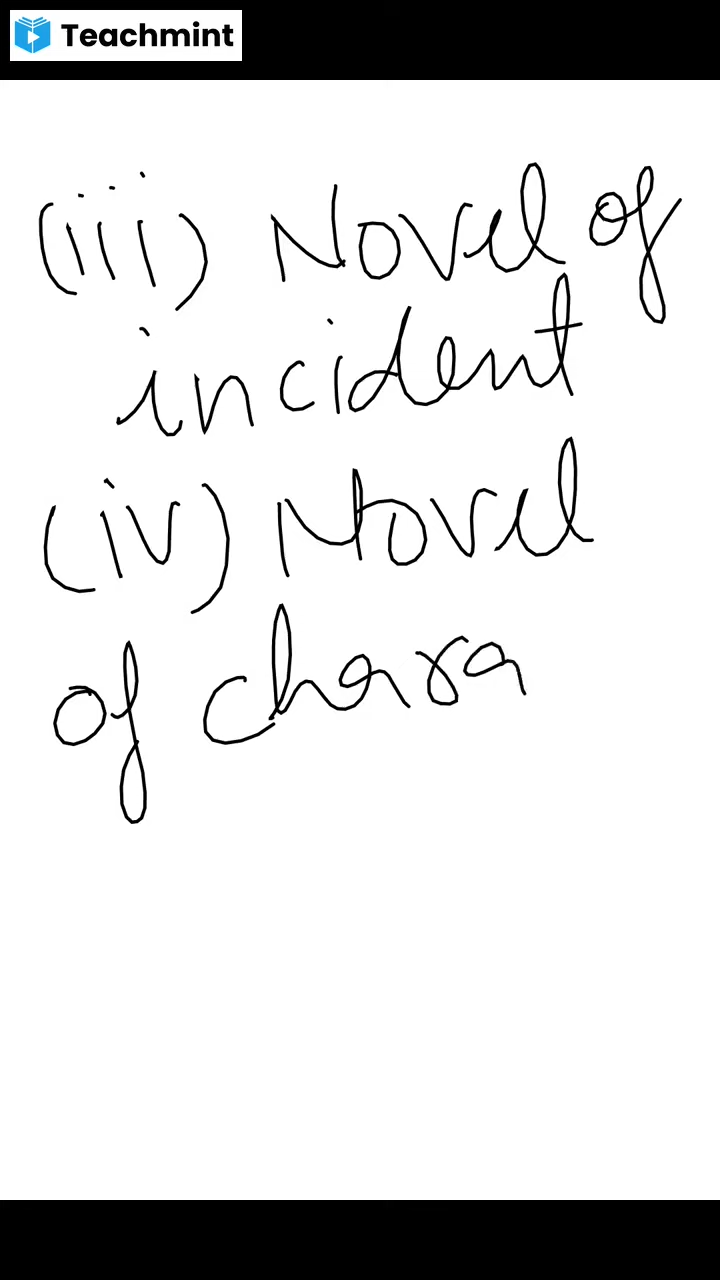 Teachmint
(iii) Novel of
incident
(iv) Novel
of chara